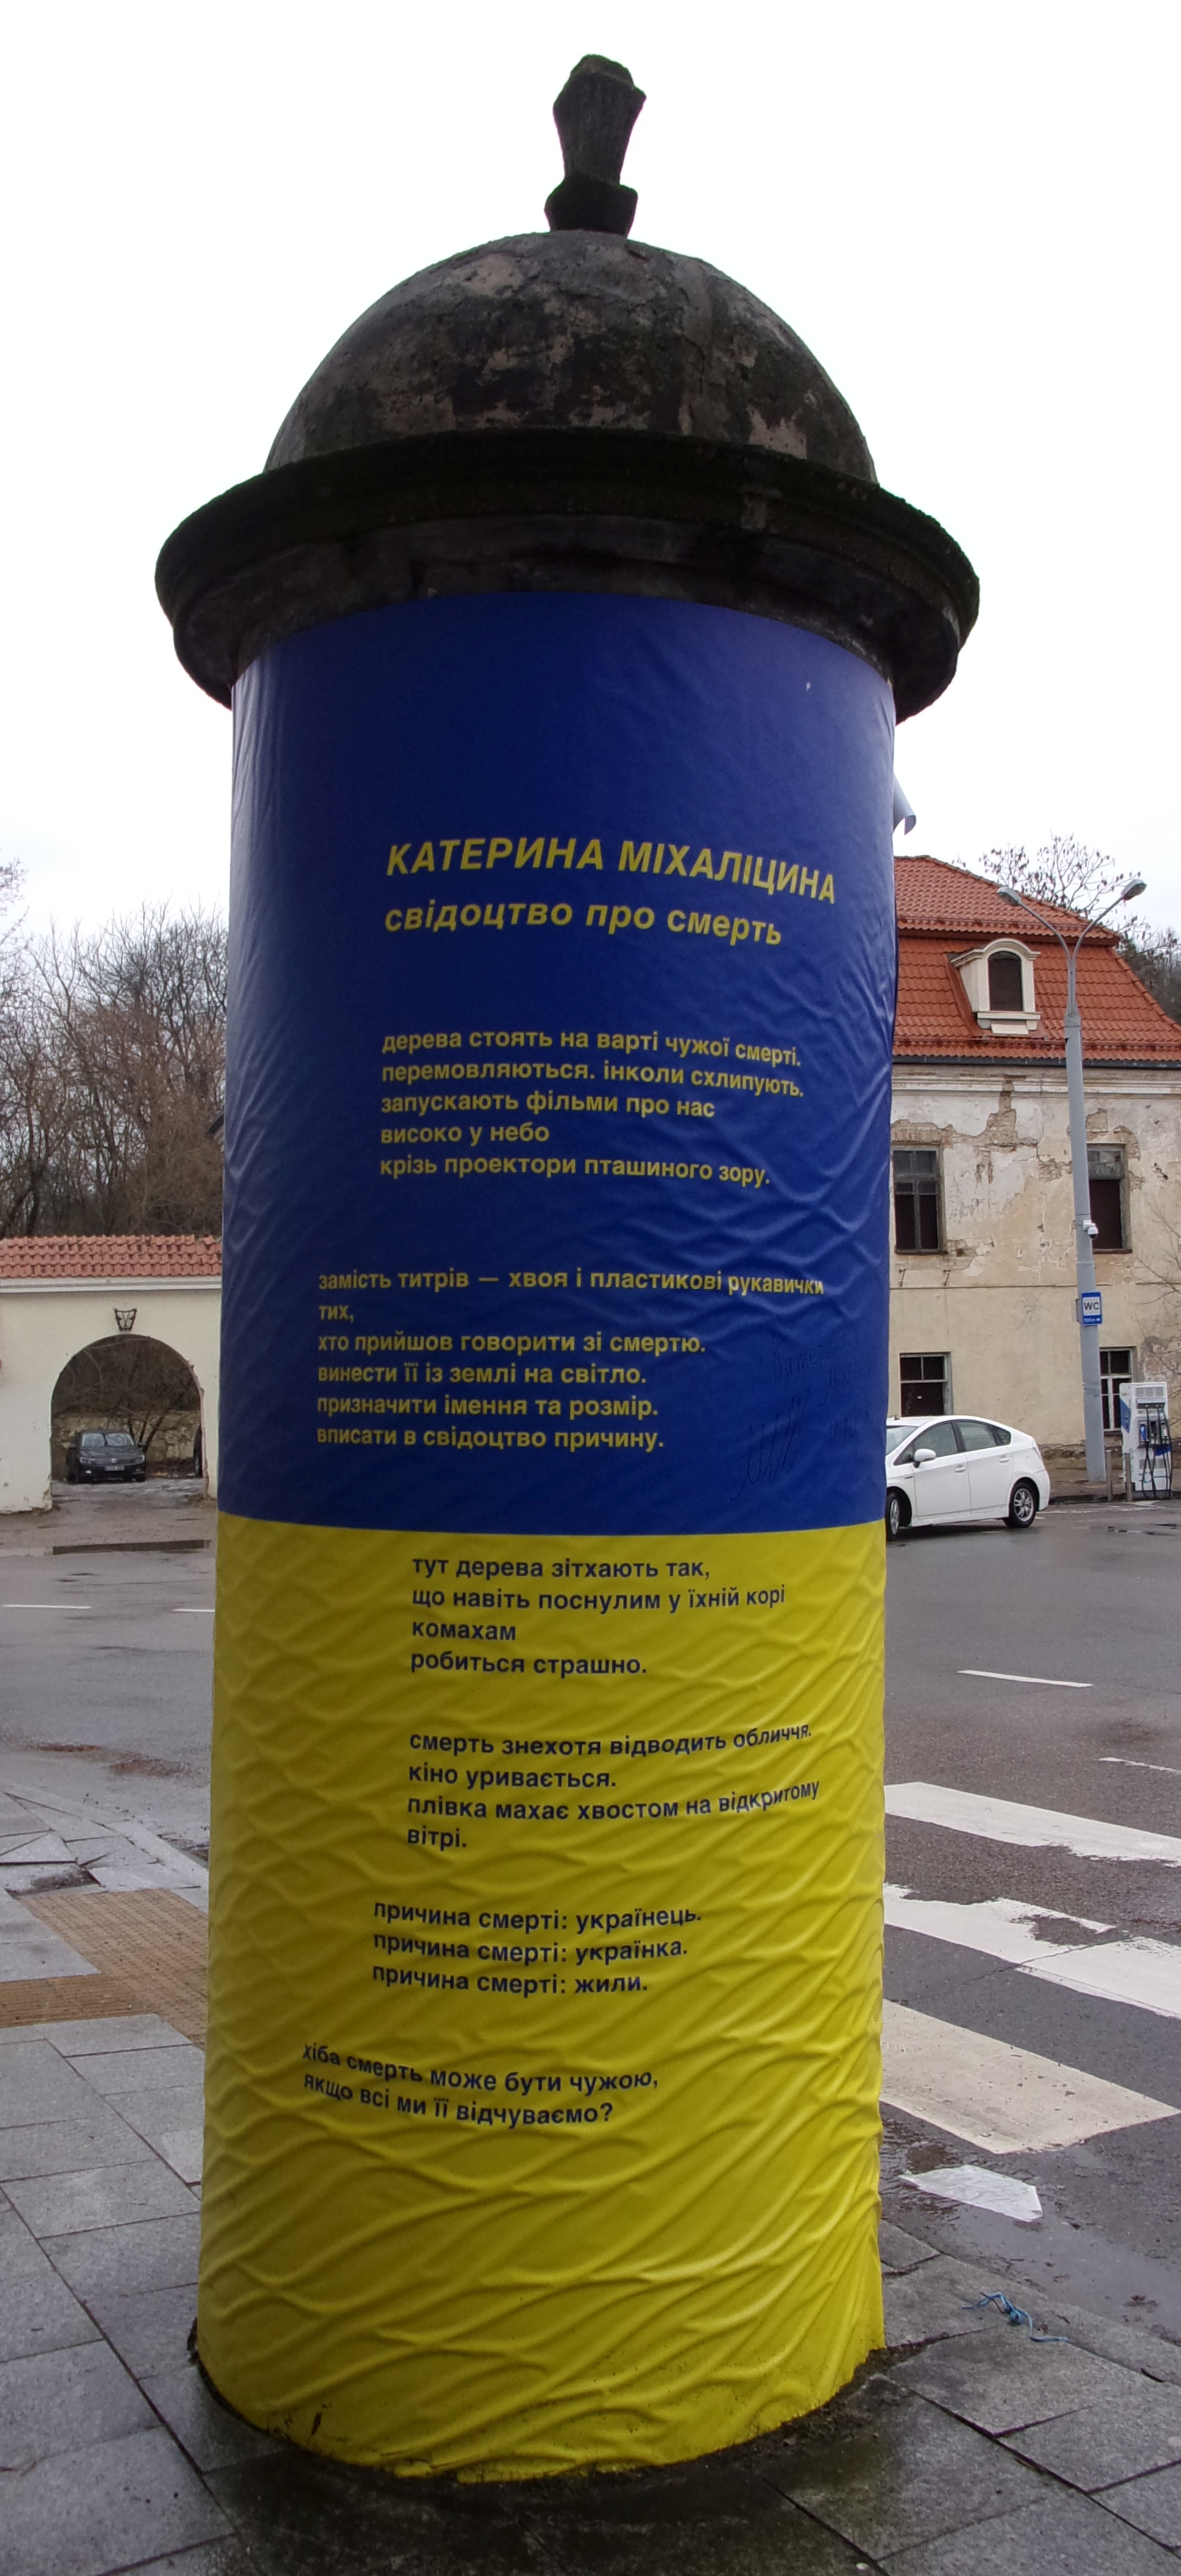 КАТЕРИНА МІХАЛІЦИНА
свідоцтво про смерть
дерева стоять на варті чужої смерті.
перемовляються. інколи схлипують.
запускають фільми про нас
високо у небо
крізь проектори пташиного зору.
замість титрів — хвоя і пластикові рукавички
тих,
хто прийшов говорити зі смертю.
винести її із землі на світло.
призначити імення та розмір.
вписати в свідоцтво причину.
тут дерева зітхають так,
що навіть поснулим у їхній корі
комахам
робиться страшно.
смерть знехотя відводить обличчя.
кіно уривається.
плівка махає хвостом на відкритому
вітрі.
причина смерті: українець.
причина смерті: українка.
причина смерті: жили.
хіба смерть може бути чужою,
якщо всі ми її відчуваємо?
WC